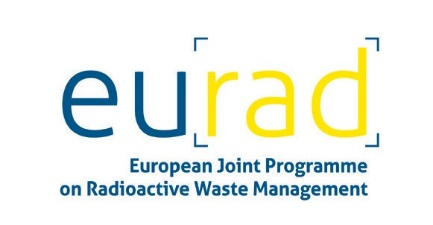 eurad
European Joint Programme
on Radioactive Waste Management